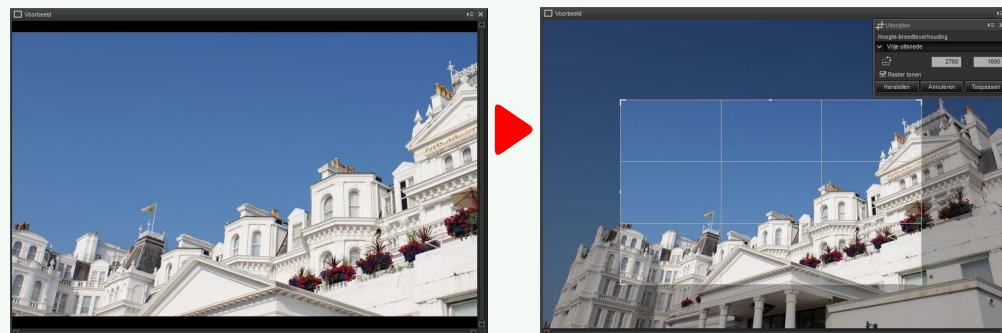 Voorbeeld
Voorbeeld
Uitsnijden
Hoogte-breedteverhouding
Vrije uitsnede
2760 : 1690
Raster tonen
Herstellen Annuleren Toepassen